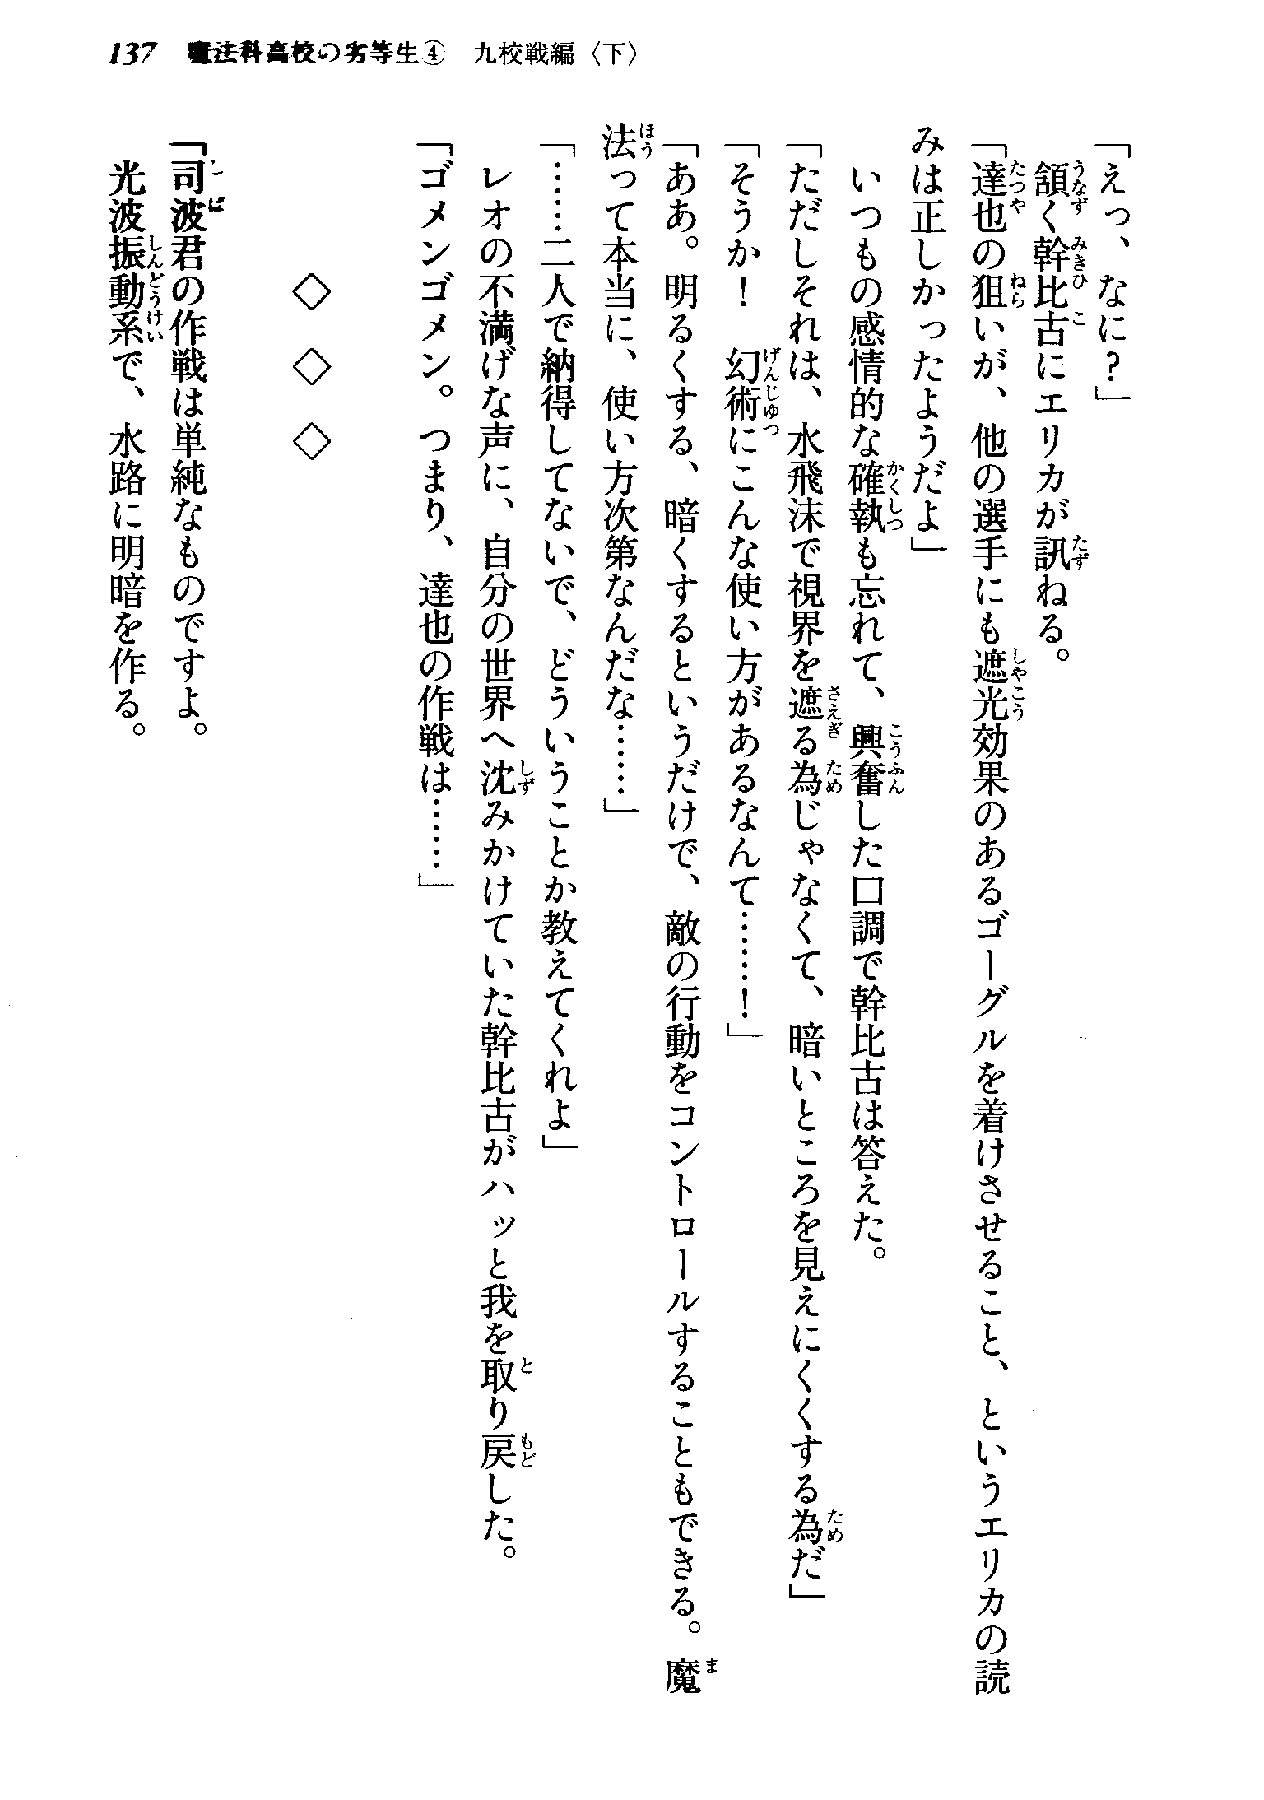 137　魔法科高校の劣等生④　九校戦編〈下〉
「えっ、なに？」
　頷く幹比古にエリカが訊ねる。
「達也の狙いが、他の選手にも遮光効果のあるゴーグルを着けさせること、というエリカの読
みは正しかったようだよ」
　いつもの感情的な確執も忘れて、興奮した口調で幹比古は答えた。
「ただしそれは、水飛沫で視界を遮る為じゃなくて、暗いところを見えにくくする為だ」
「そうか！　幻術にこんな使い方があるなんて……！」
「ああ。明るくする、暗くするというだけで、敵の行動をコントロールすることもできる。魔
法って本当に、使い方次第なんだな……」
「……二人で納得してないで、どういうことか教えてくれよ」
　レオの不満げな声に、自分の世界へ沈みかけていた幹比古がハッと我を取り戻した。
「ゴメンゴメン。つまり、達也の作戦は……」
◇　◇　◇
「司波君の作戦は単純なものですよ。
　光波振動系で、水路に明暗を作る。